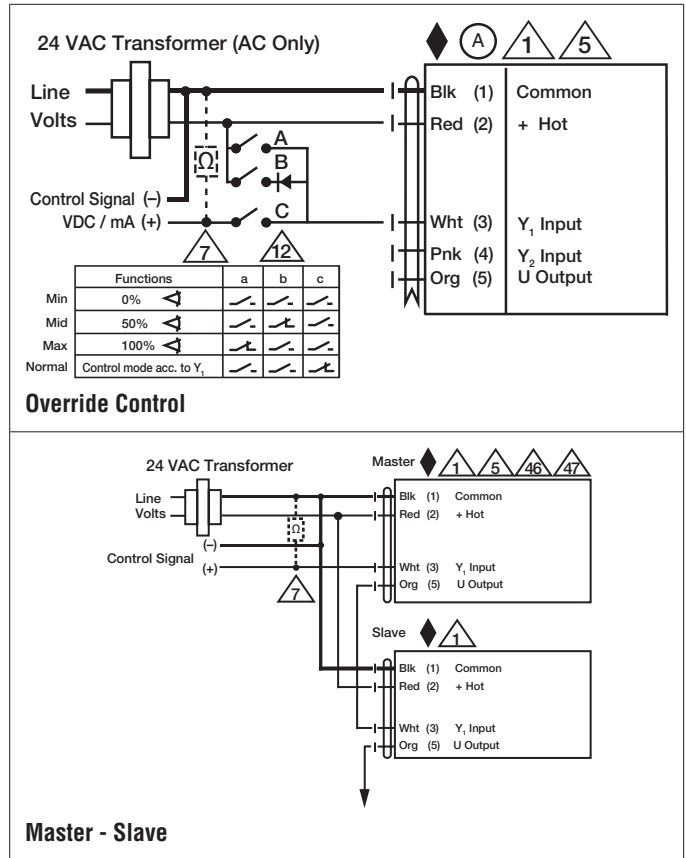 24 VAC Transformer (AC Only)
A 1 5
Line
Volts
Blk (1) Common
Red (2) + Hot
A
Ω
B
Control Signal (–)
C
VDC / mA (+)
Wht (3) Y1 Input
7 12
Pnk (4) Y2 Input
Org (5) U Output
Functions a b c
Min 0%
Mid 50%
Max 100%
Normal Control mode acc. to Y1
Override Control
24 VAC Transformer
Master 1 5 46 47
Line
Volts
Blk (1) Common
Red (2) + Hot
Ω
(–)
Control Signal
(+)
Wht (3) Y1 Input
Org (5) U Output
7
Slave 1
Blk (1) Common
Red (2) + Hot
Wht (3) Y1 Input
Org (5) U Output
Master - Slave